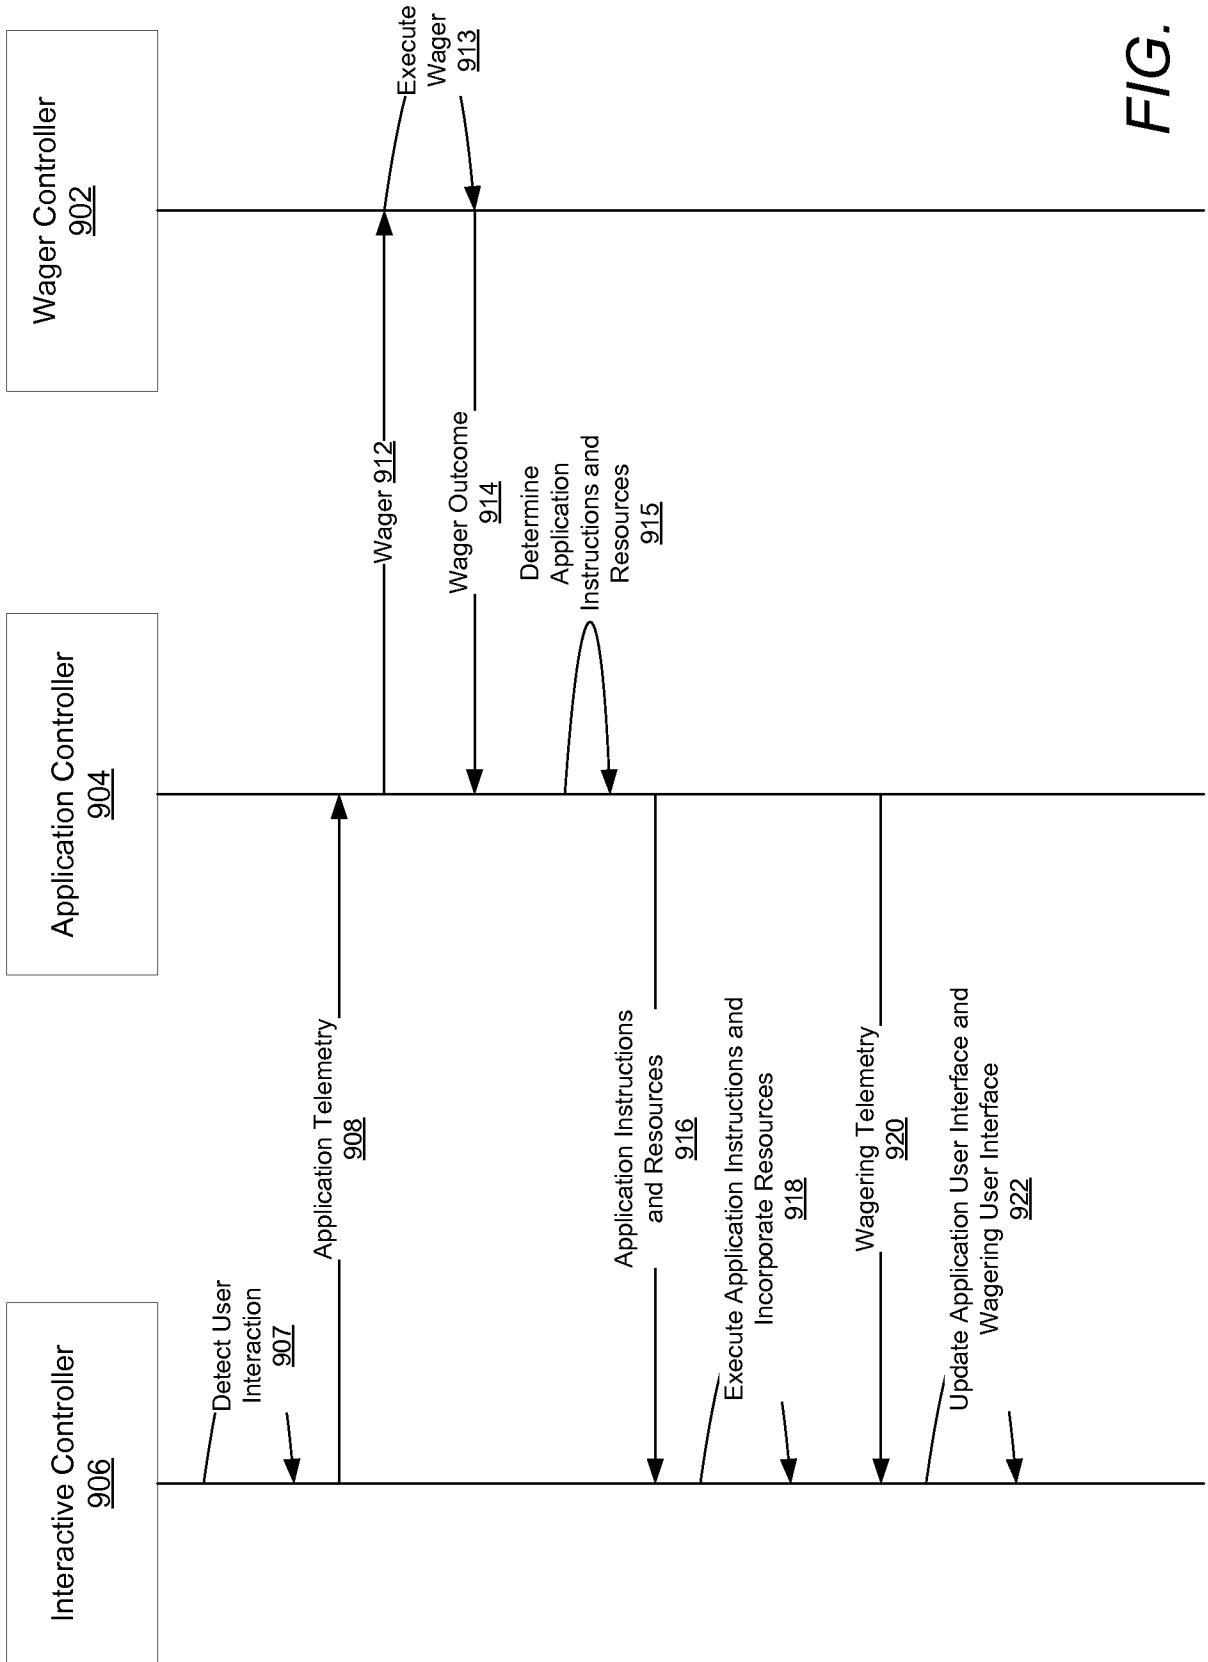 Interactive Controller
906
Application Controller
904
Wager Controller
902
Detect User
Interaction
907
Application Telemetry
908
Wager 912
Execute
Wager
913
Wager Outcome
914
Determine
Application
Instructions and
Resources
915
Application Instructions
and Resources
916
Execute Application Instructions and
Incorporate Resources
918
Wagering Telemetry
920
Update Application User Interface and
Wagering User Interface
922
FIG.